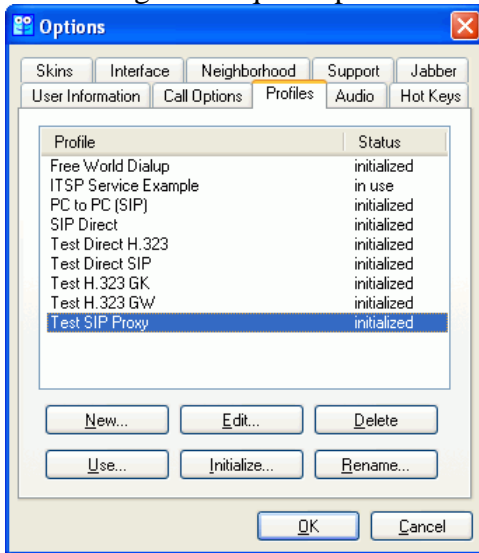 Options
Skins Interface Neighborhood Support Jabber
User Information Call Options Profiles Audio Hot Keys
Profile Status
Free World Dialup initialized
ITSP Service Example in use
PC to PC (SIP) initialized
SIP Direct initialized
Test Direct H.323 initialized
Test Direct SIP initialized
Test H.323 GK initialized
Test H.323 GW initialized
Test SIP Proxy initialized
New... Edit... Delete
Use... Initialize... Rename...
OK Cancel